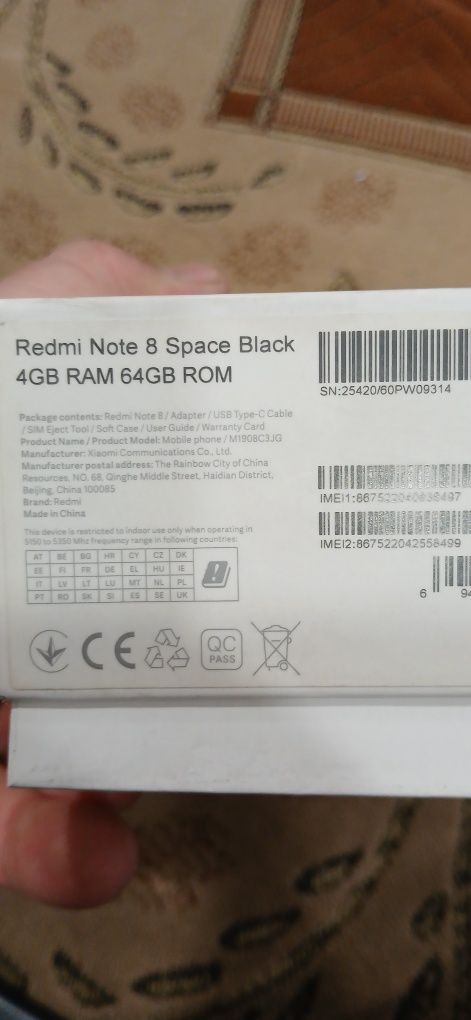 Redmi Note 8 Space Black
4GB RAM 64GB ROM
SN:25420/60PW09314
Package contents: Redmi Note 8 / Adapter / USB Type-C Cable
/ SIM Eject Tool / Soft Case / User Guide / Warranty Card
Product Name / Product Model: Mobile phone / M1908C3JG
Manufacturer: Xiaomi Communications Co., Ltd.
Manufacturer postal address: The Rainbow City of China
Resources, NO. 68, Qinghe Middle Street, Haidian District,
Beijing, China 100085
Brand: Redmi
Made in China
IMEI2:867522042558499
This device is restricted to indoor use only when operating in
5150 to 5350 Mhz frequency range in following countries:
AT BE BG HR CY CZ DK
EE FI FR DE EL HU IE
IT LV LT LU MT NL PL
PT RO SK SI ES SE UK
6 94
CE
QC
PASS